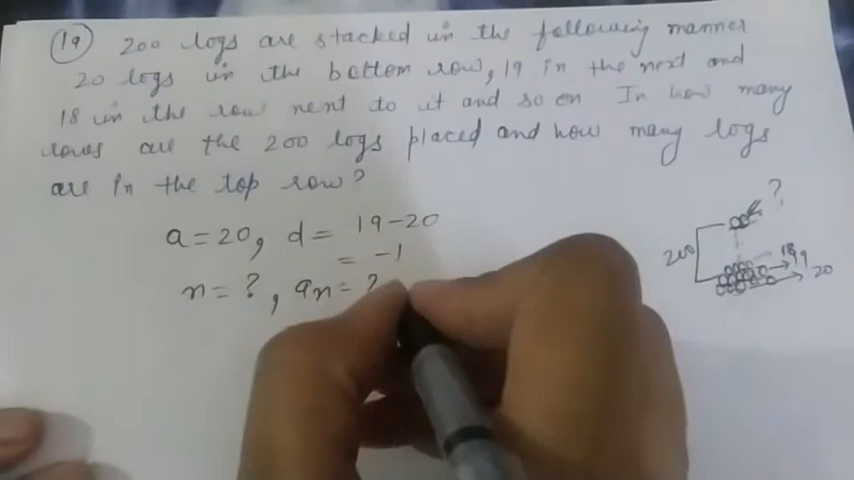 19 200 logs are stacked in the following manner
20 logs in the bottom row, 19 in the next and
18 in the row next to it and so on. In how many
rows are the 200 logs placed and how many logs
are in the top row?
a=20, d= 19-20
= -1
n=?, an=?
?
200
18
19
20